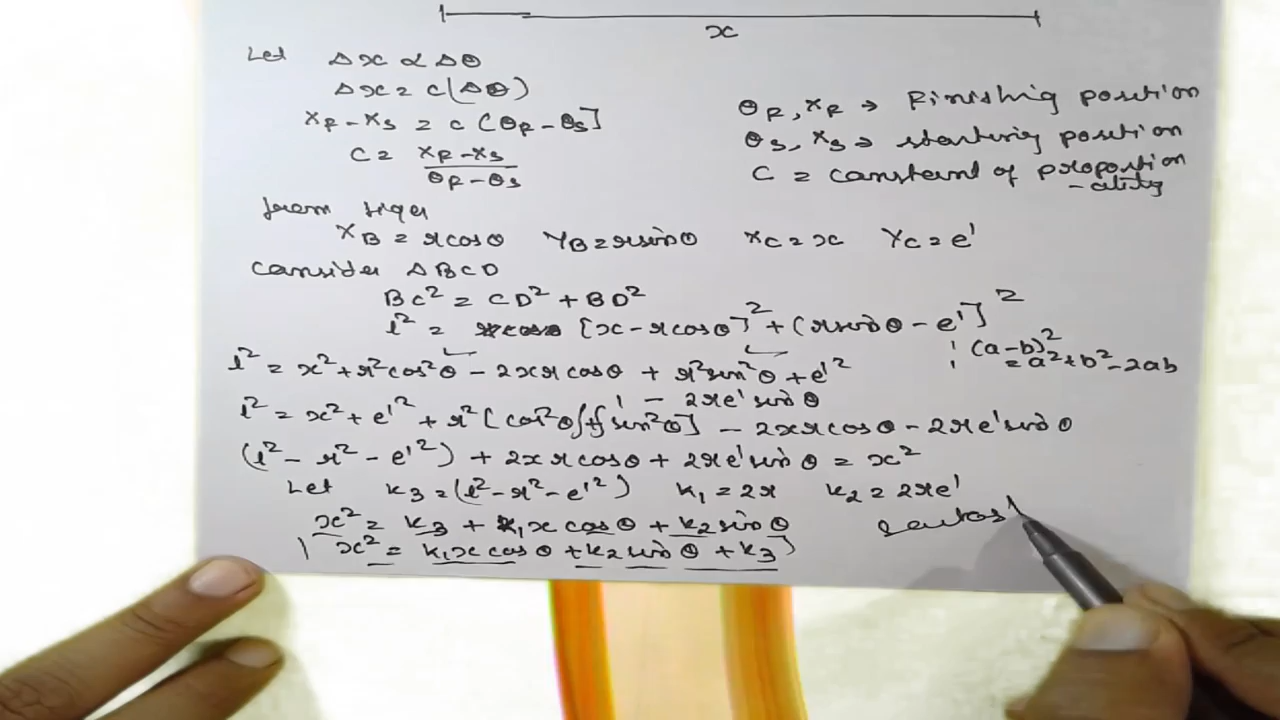 x
Let Δx α Δθ
Δx = c(Δθ)
x_F - x_s = c [θ_F - θ_s]
c = x_F - x_s / θ_F - θ_s
θ_F, x_F → Finishing position
θ_s, x_s → starting position
C = constant of proportion
- ality
from
x_B = r cos θ y_B = r sin θ x_C = x y_C = e'
Consider Δ BCD
BC² = CD² + BD²
l² = [x - r cos θ]² + [r sin θ - e']²
(a-b)²
= a² + b² - 2ab
l² = x² + r² cos² θ - 2xr cos θ + r² sin² θ + e'²
- 2re' sin θ
l² = x² + e'² + r² [cos² θ + sin² θ] - 2xr cos θ - 2re' sin θ
(l² - r² - e'²) + 2xr cos θ + 2re' sin θ = x²
Let k₃ = (l² - r² - e'²) k₁ = 2r k₂ = 2re'
x² = k₃ + k₁ x cos θ + k₂ sin θ
x² = k₁ x cos θ + k₂ sin θ + k₃